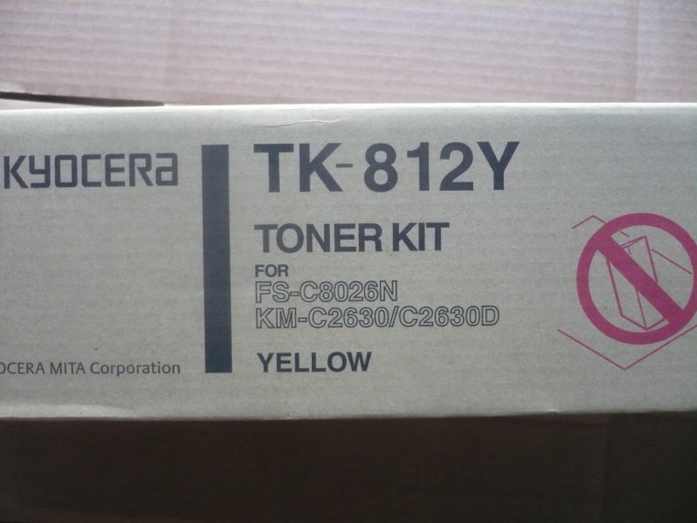 KYOCERA
TK-812Y
TONER KIT
FOR
FS-C8026N
KM-C2630/C2630D
YELLOW
OCERA MITA Corporation